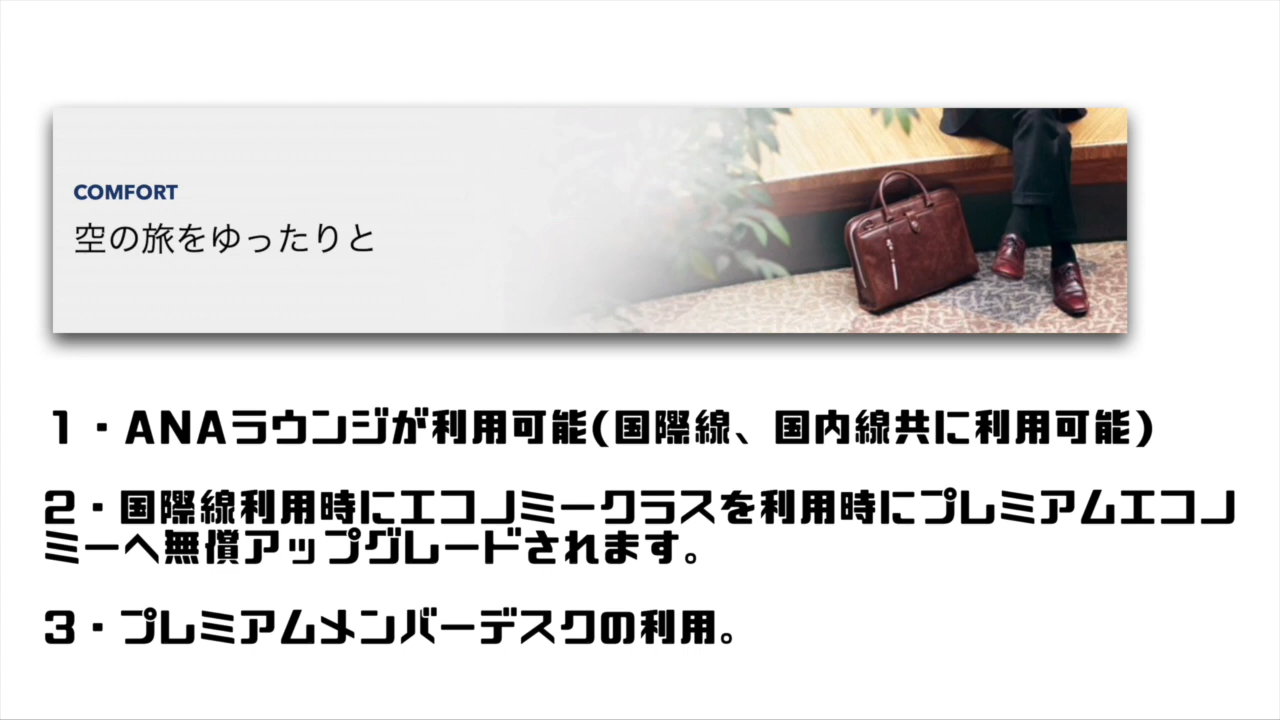 COMFORT
空の旅をゆったりと
1・ANAラウンジが利用可能(国際線、国内線共に利用可能)
2・国際線利用時にエコノミークラスを利用時にプレミアムエコノ
ミーへ無償アップグレードされます。
3・プレミアムメンバーデスクの利用。